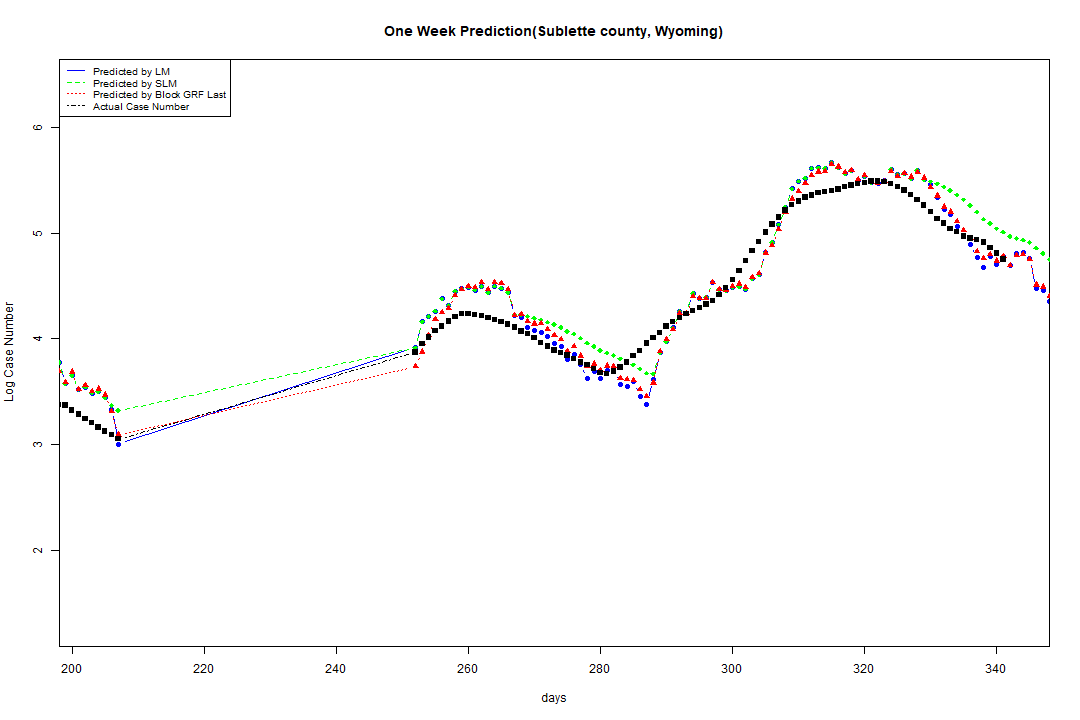 One Week Prediction(Sublette county, Wyoming)
Predicted by LM
Predicted by SLM
Predicted by Block GRF Last
Actual Case Number
6
5
4
3
2
Log Case Number
200 220 240 260 280 300 320 340
days